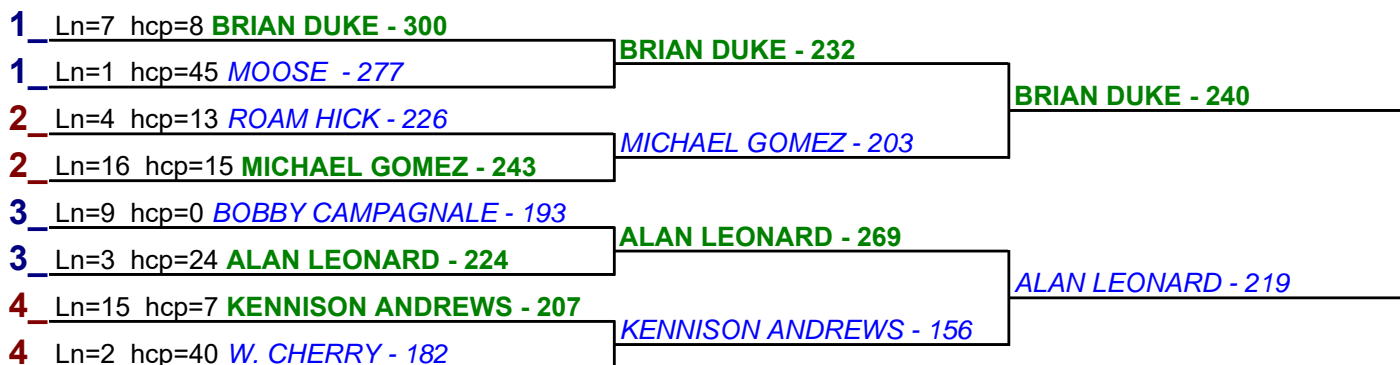 1_ Ln=7 hcp=8 BRIAN DUKE - 300
BRIAN DUKE - 232
1_ Ln=1 hcp=45 MOOSE - 277
BRIAN DUKE - 240
2_ Ln=4 hcp=13 ROAM HICK - 226
MICHAEL GOMEZ - 203
2_ Ln=16 hcp=15 MICHAEL GOMEZ - 243
3_ Ln=9 hcp=0 BOBBY CAMPAGNALE - 193
ALAN LEONARD - 269
3_ Ln=3 hcp=24 ALAN LEONARD - 224
ALAN LEONARD - 219
4_ Ln=15 hcp=7 KENNISON ANDREWS - 207
KENNISON ANDREWS - 156
4 Ln=2 hcp=40 W. CHERRY - 182